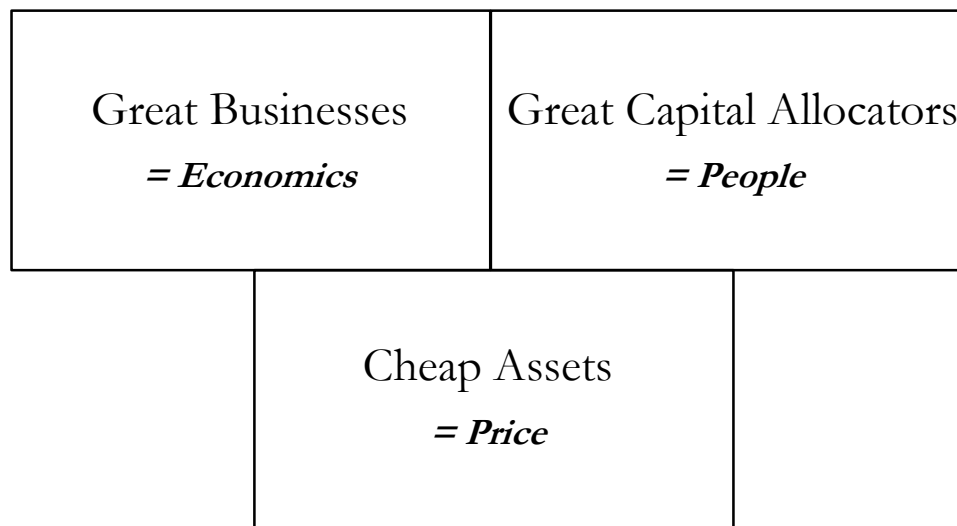 Great Businesses
= Economics
Great Capital Allocators
= People
Cheap Assets
= Price